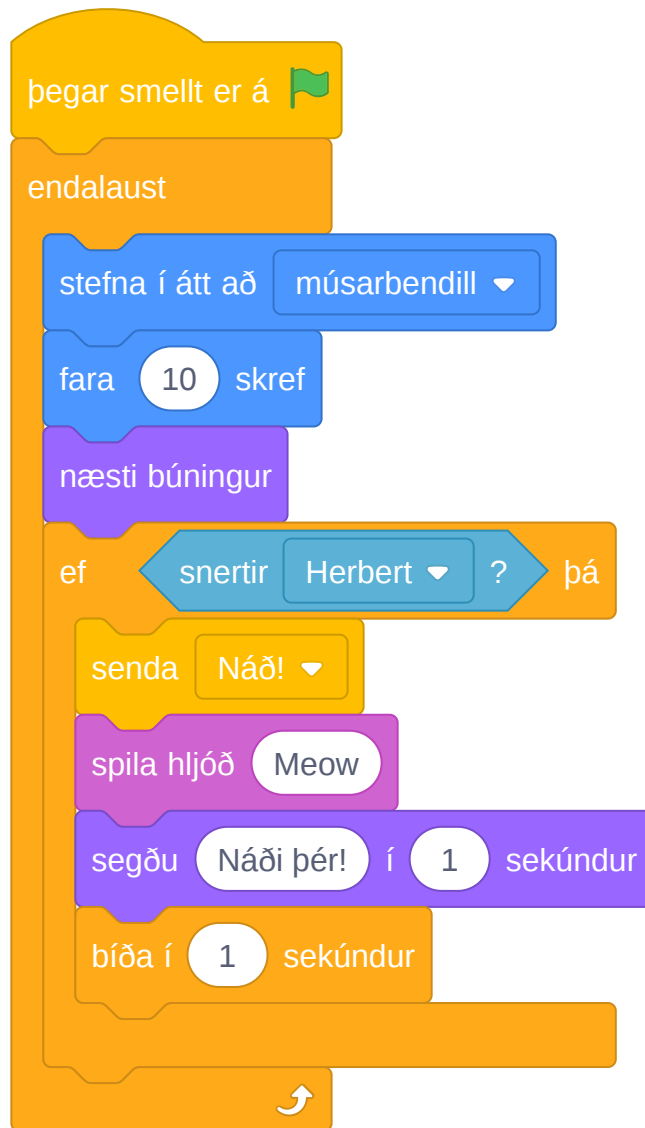 þegar smellt er á
endalaust
stefna í átt að músarbendill
fara 10 skref
næsti búningur
ef snertir Herbert ? þá
senda Náð!
spila hljóð Meow
segðu Náði þér! í 1 sekúndur
bíða í 1 sekúndur